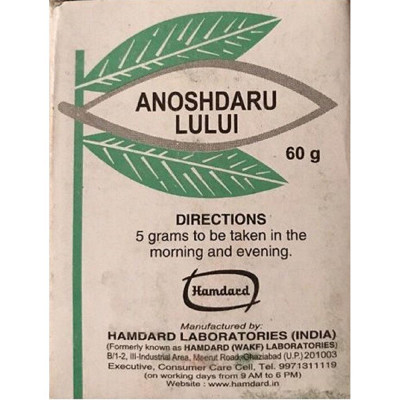 ANOSHDARU
LULUI
60 g
DIRECTIONS
5 grams to be taken in the
morning and evening.
Hamdard
Manufactured by:
HAMDARD LABORATORIES (INDIA)
(Formerly known as HAMDARD (WAKF) LABORATORIES)
B/1-2, III-Industrial Area, Meerut Road, Ghaziabad (U.P.) 201003
Executive, Consumer Care Cell, Tel. 9971311119
(on working days from 9 AM to 6 PM)
Website : www.hamdard.in